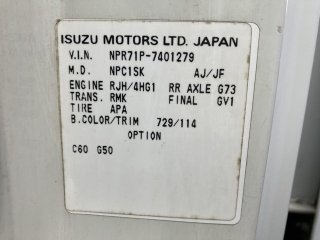 ISUZU MOTORS LTD. JAPAN
V.I.N. NPR71P-7401279
M.D. NPC1SK AJ/JF
ENGINE RJH/4HG1 RR AXLE G73
TRANS. RMK FINAL GV1
TIRE APA
B.COLOR/TRIM 729/114
OPTION
C60 G50